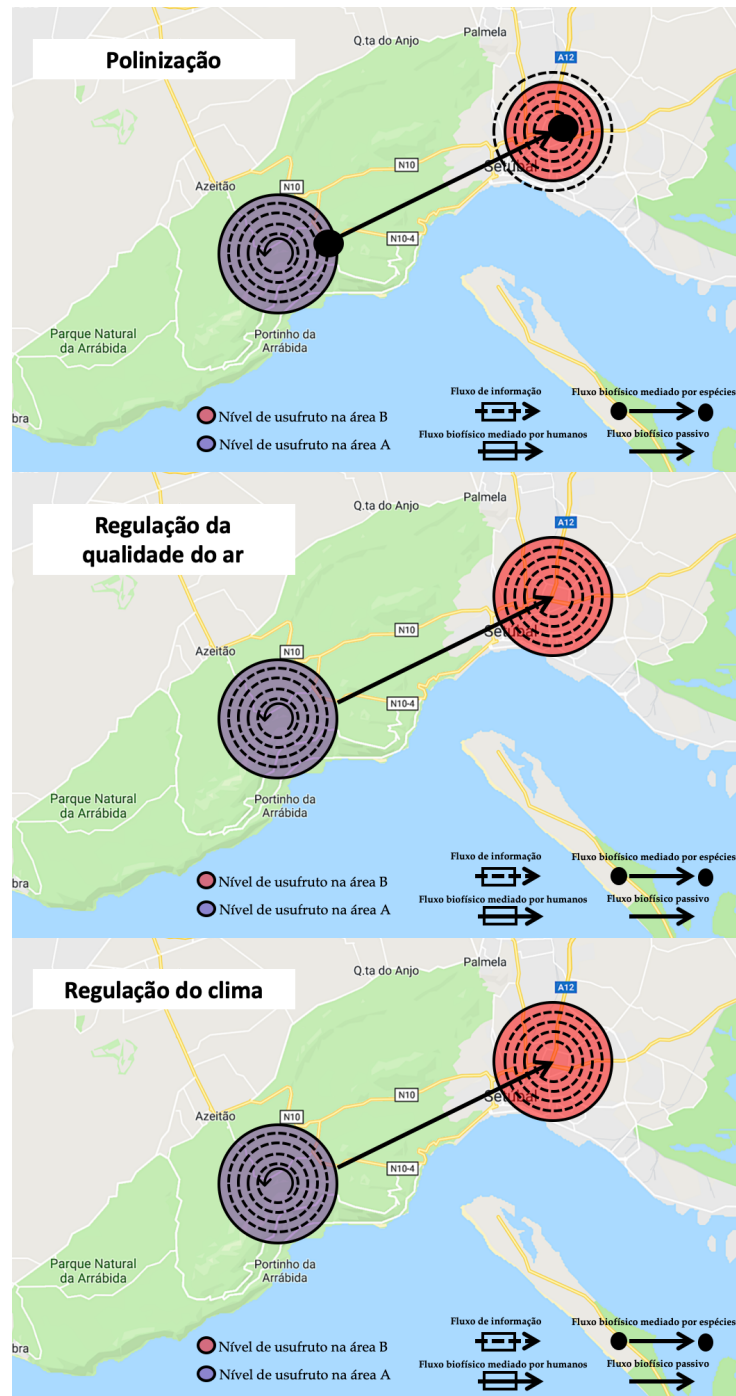 Polinização
Q.ta do Anjo
Palmela
A12
Azeitão
N10
N10
Setúbal
N10-4
Parque Natural
da Arrábida
Portinho da
Arrábida
bra
Nível de usufruto na área B
Nível de usufruto na área A
Fluxo de informação
Fluxo biofísico mediado por espécies
Fluxo biofísico mediado por humanos
Fluxo biofísico passivo
Regulação da
qualidade do ar
Q.ta do Anjo
Palmela
A12
Azeitão
N10
N10
Setúbal
N10-4
Parque Natural
da Arrábida
Portinho da
Arrábida
bra
Nível de usufruto na área B
Nível de usufruto na área A
Fluxo de informação
Fluxo biofísico mediado por espécies
Fluxo biofísico mediado por humanos
Fluxo biofísico passivo
Regulação do clima
Q.ta do Anjo
Palmela
A12
Azeitão
N10
N10
Setúbal
N10-4
Parque Natural
da Arrábida
Portinho da
Arrábida
bra
Nível de usufruto na área B
Nível de usufruto na área A
Fluxo de informação
Fluxo biofísico mediado por espécies
Fluxo biofísico mediado por humanos
Fluxo biofísico passivo